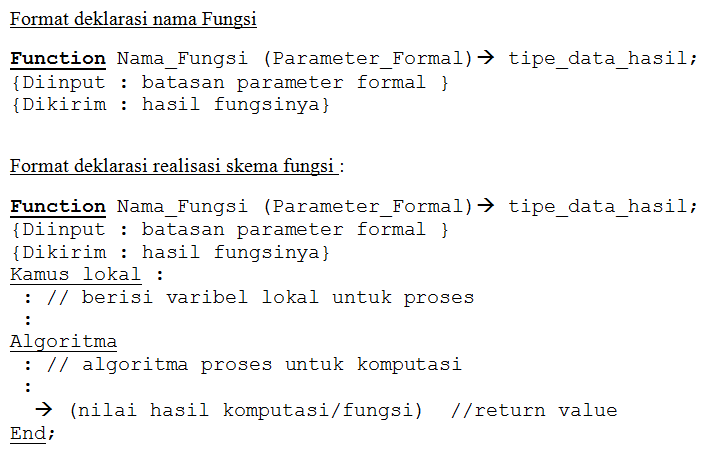 Format deklarasi nama Fungsi
Function Nama_Fungsi (Parameter_Formal)→ tipe_data_hasil;
{Diinput : batasan parameter formal }
{Dikirim : hasil fungsinya}
Format deklarasi realisasi skema fungsi :
Function Nama_Fungsi (Parameter_Formal)→ tipe_data_hasil;
{Diinput : batasan parameter formal }
{Dikirim : hasil fungsinya}
Kamus lokal :
: // berisi varibel lokal untuk proses
:
Algoritma
: // algoritma proses untuk komputasi
:
→ (nilai hasil komputasi/fungsi) //return value
End;